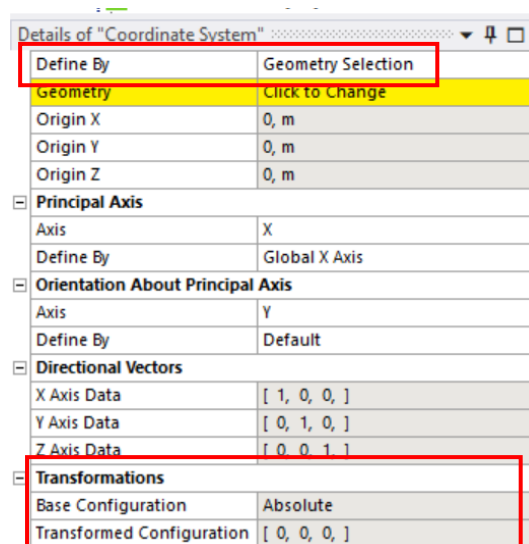 Details of "Coordinate System"
Define By Geometry Selection
Geometry Click to Change
Origin X 0, m
Origin Y 0, m
Origin Z 0, m
Principal Axis
Axis X
Define By Global X Axis
Orientation About Principal Axis
Axis Y
Define By Default
Directional Vectors
X Axis Data [ 1, 0, 0, ]
Y Axis Data [ 0, 1, 0, ]
Z Axis Data [ 0, 0, 1, ]
Transformations
Base Configuration Absolute
Transformed Configuration [ 0, 0, 0, ]